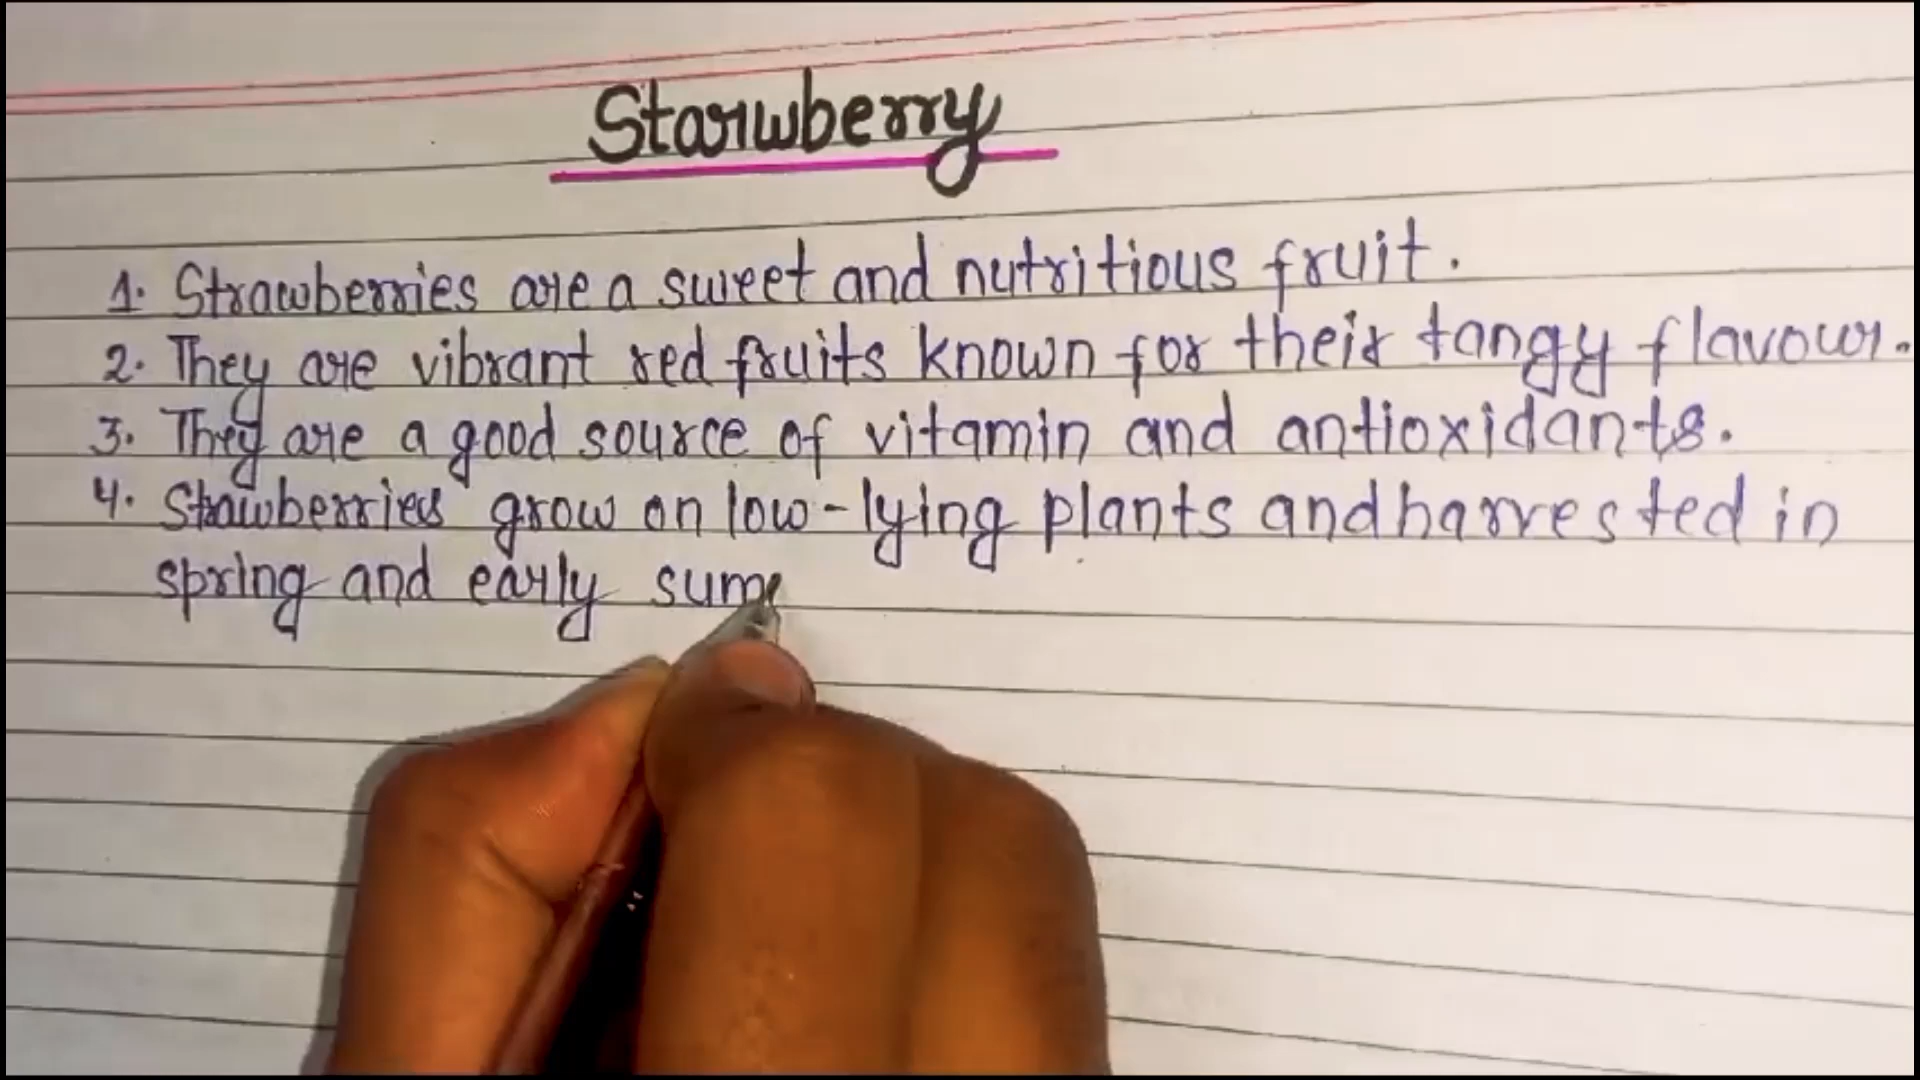 Starwberry
1. Strawberries are a sweet and nutritious fruit.
2. They are vibrant red fruits known for their tangy flavour.
3. They are a good source of vitamin and antioxidants.
4. Strawberries grow on low-lying plants and harvested in
spring and early sum